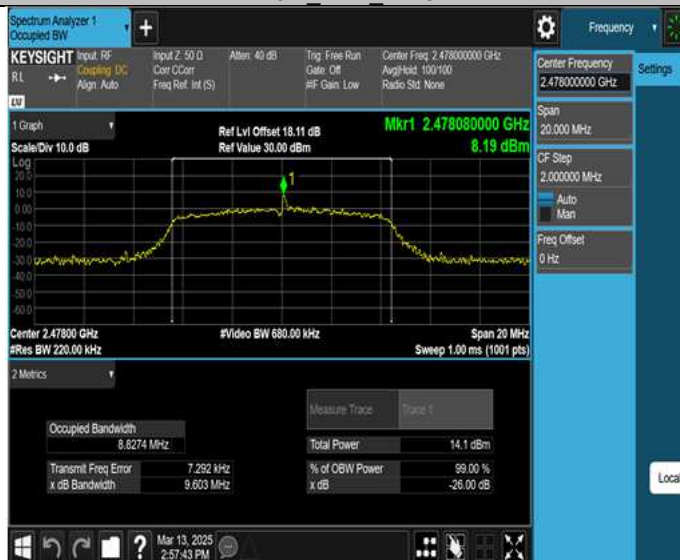 Spectrum Analyzer 1
Occupied BW
+
Frequency
KEYSIGHT
Input: RF
Coupling: DC
Align: Auto
Input Z: 50 Ω
Corr CCorr
Freq Ref: Int (S)
Atten: 40 dB
Trig: Free Run
Gate: Off
#IF Gain: Low
Center Freq: 2.478000000 GHz
Avg|Hold: 100/100
Radio Std: None
RL
LXI
1 Graph
Scale/Div 10.0 dB
Ref Lvl Offset 18.11 dB
Ref Value 30.00 dBm
Mkr1 2.478080000 GHz
8.19 dBm
Log
20.0
10.0
0.00
-10.0
-20.0
-30.0
-40.0
-50.0
-60.0
1
Center 2.47800 GHz
#Video BW 680.00 kHz
Span 20 MHz
#Res BW 220.00 kHz
Sweep 1.00 ms (1001 pts)
2 Metrics
Measure Trace
Trace 1
Occupied Bandwidth
8.8274 MHz
Total Power
14.1 dBm
Transmit Freq Error
7.292 kHz
% of OBW Power
99.00 %
x dB Bandwidth
9.603 MHz
x dB
-26.00 dB
Center Frequency
2.478000000 GHz
Settings
Span
20.000 MHz
CF Step
2.000000 MHz
Auto
Man
Freq Offset
0 Hz
Local
?
Mar 13, 2025
2:57:43 PM